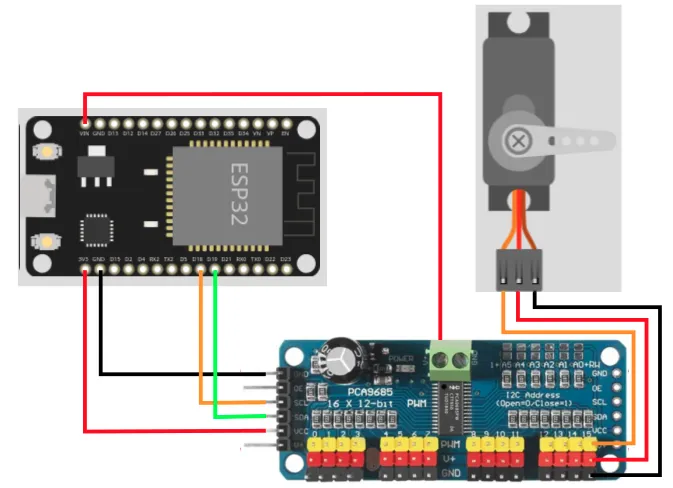 VIN GND D13 D12 D14 D27 D26 D25 D33 D32 D35 D34 VN VP EN
ESP32
3V3 GND D15 D2 D4 RX2 TX2 D5 D18 D19 D21 RX0 TX0 D22 D23
V+ GND
POWER
A5 A4 A3 A2 A1 A0 RW
GND
OE
SCL
SDA
VCC
V+
PCA9685
16 X 12-bit PWM
I2C Address
(Open=0,Close=1)
GND
OE
SCL
SDA
VCC
0 1 2 3 4 5 6 7 8 9 10 11 12 13 14 15
PWM
V+
GND